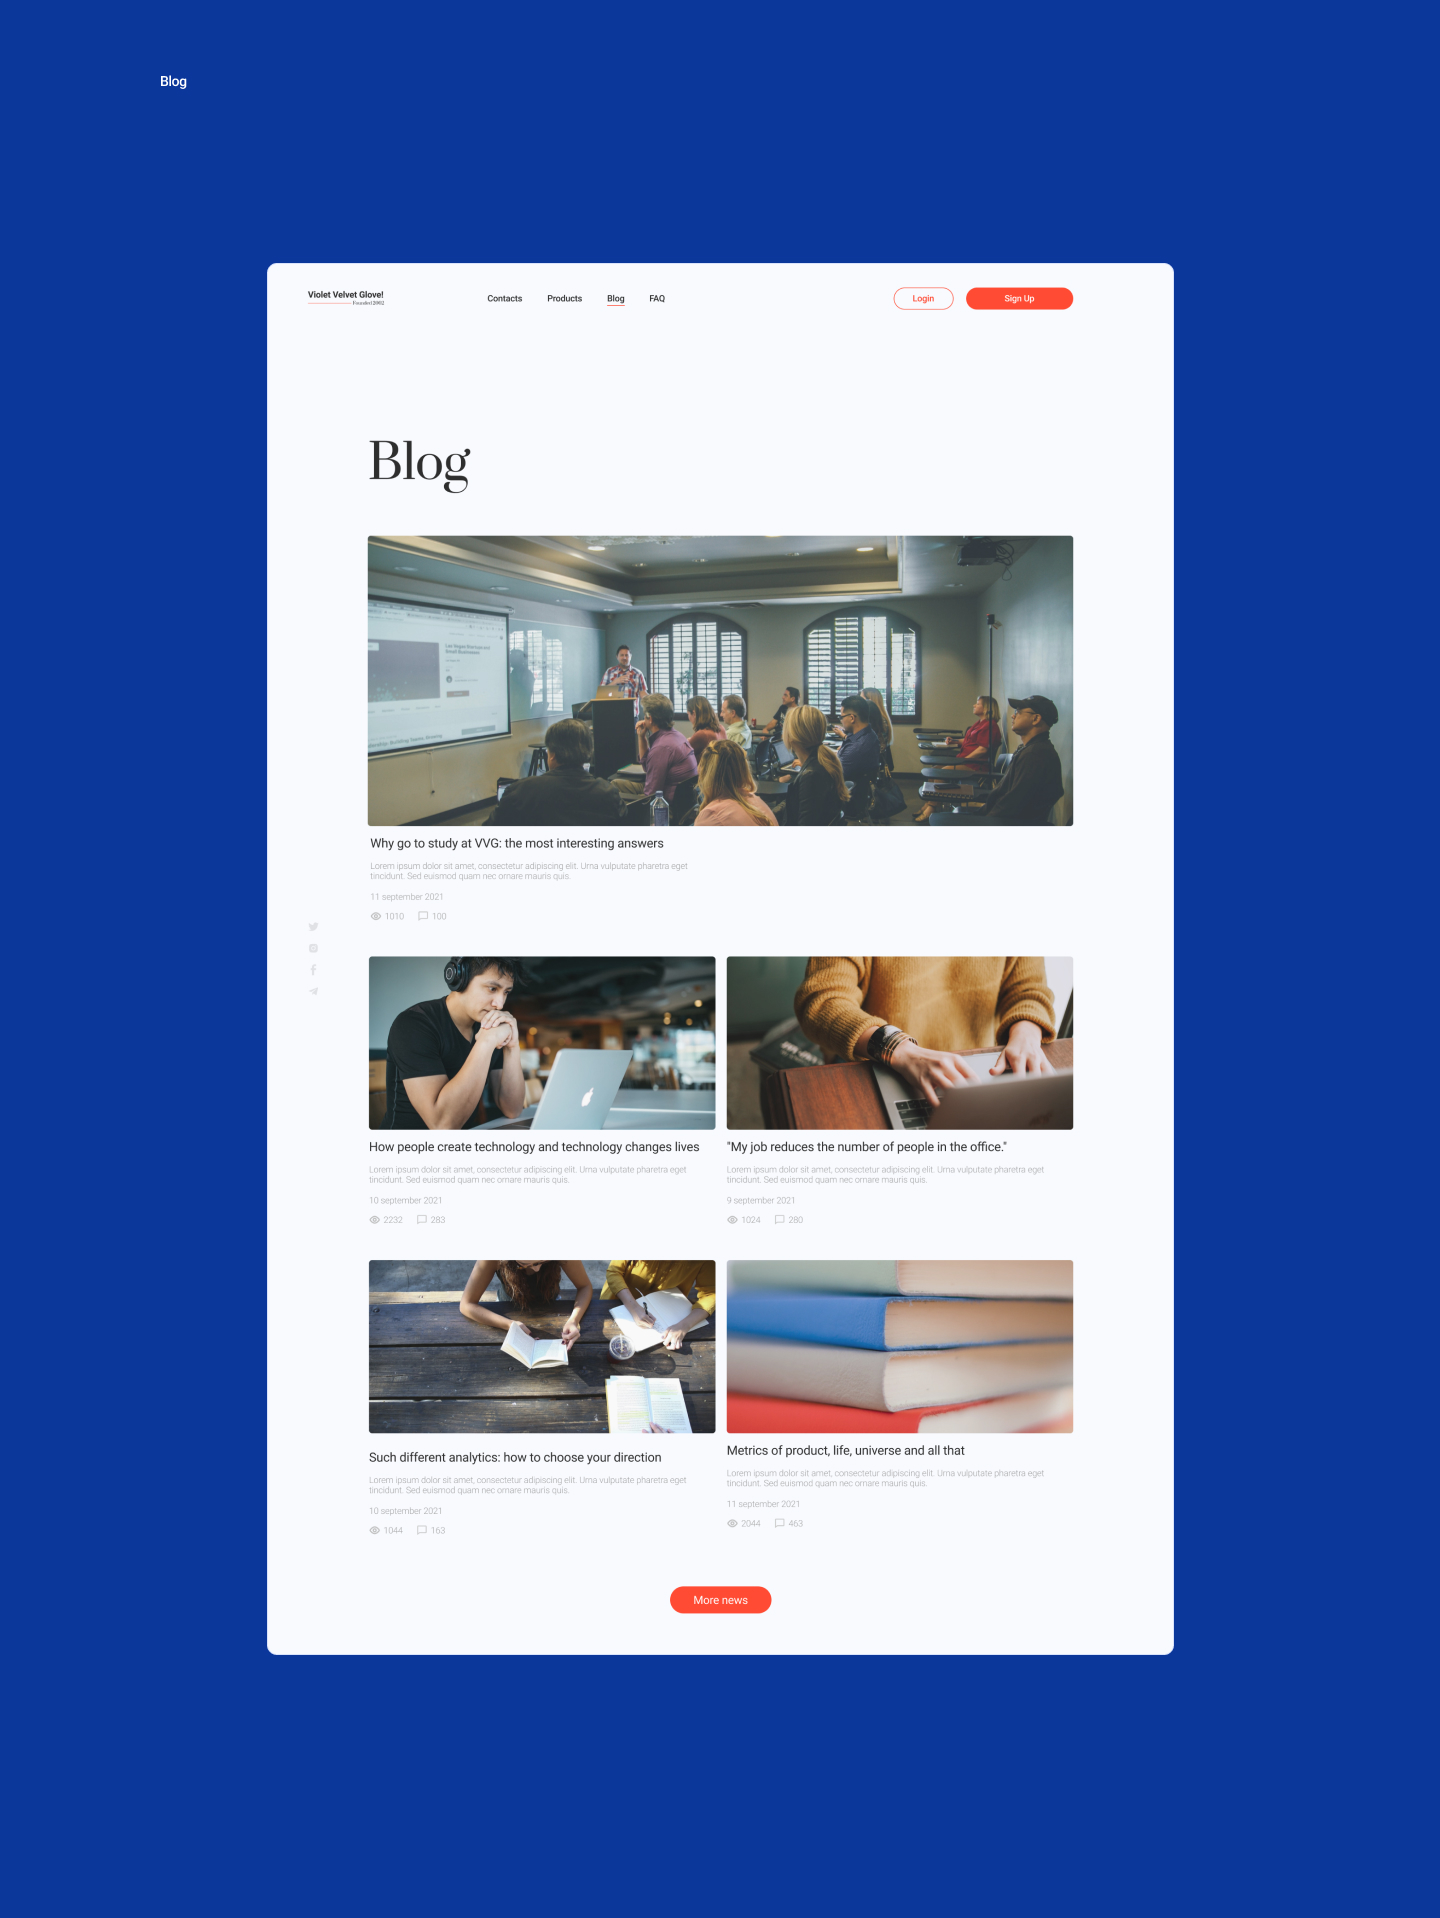 Blog
Violet Velvet Glove!
Founded 2002
Contacts
Products
Blog
FAQ
Login
Sign Up
Blog
Las Vegas Startups and
Small Businesses
Why go to study at VVG: the most interesting answers
Lorem ipsum dolor sit amet, consectetur adipiscing elit. Urna vulputate pharetra eget
tincidunt. Sed euismod quam nec ornare mauris quis.
11 september 2021
1010 100
How people create technology and technology changes lives
Lorem ipsum dolor sit amet, consectetur adipiscing elit. Urna vulputate pharetra eget
tincidunt. Sed euismod quam nec ornare mauris quis.
10 september 2021
2232 283
"My job reduces the number of people in the office."
Lorem ipsum dolor sit amet, consectetur adipiscing elit. Urna vulputate pharetra eget
tincidunt. Sed euismod quam nec ornare mauris quis.
9 september 2021
1024 280
Such different analytics: how to choose your direction
Lorem ipsum dolor sit amet, consectetur adipiscing elit. Urna vulputate pharetra eget
tincidunt. Sed euismod quam nec ornare mauris quis.
10 september 2021
1044 163
Metrics of product, life, universe and all that
Lorem ipsum dolor sit amet, consectetur adipiscing elit. Urna vulputate pharetra eget
tincidunt. Sed euismod quam nec ornare mauris quis.
11 september 2021
2044 463
More news